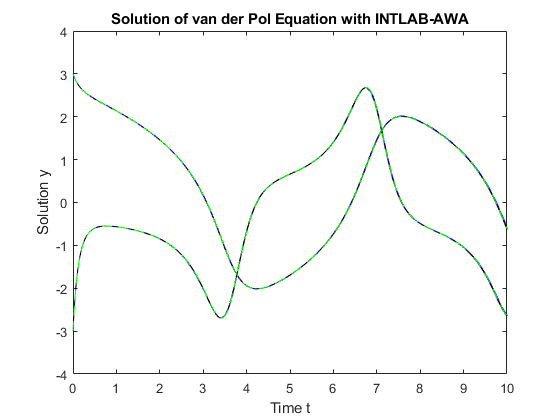 Solution of van der Pol Equation with INTLAB-AWA
4
3
2
1
0
-1
-2
-3
-4
Solution y
0 1 2 3 4 5 6 7 8 9 10
Time t